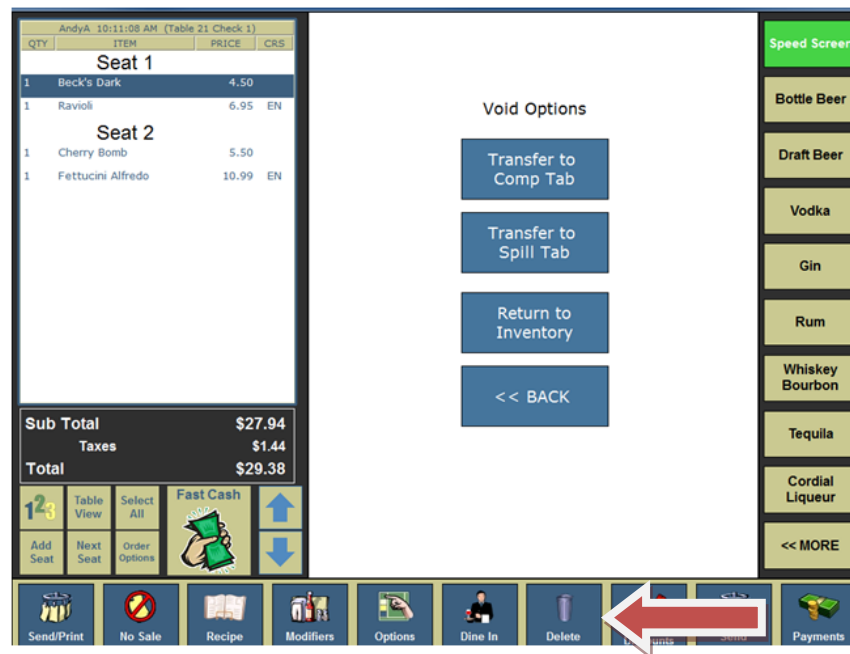 AndyA 10:11:08 AM (Table 21 Check 1)
QTY ITEM PRICE CRS
Seat 1
1 Beck's Dark 4.50
1 Ravioli 6.95 EN
Seat 2
1 Cherry Bomb 5.50
1 Fettucini Alfredo 10.99 EN
Sub Total $27.94
Taxes $1.44
Total $29.38
123
Table
View
Select
All
Fast Cash
Add
Seat
Next
Seat
Order
Options
Void Options
Transfer to
Comp Tab
Transfer to
Spill Tab
Return to
Inventory
<< BACK
Speed Screen
Bottle Beer
Draft Beer
Vodka
Gin
Rum
Whiskey
Bourbon
Tequila
Cordial
Liqueur
<< MORE
Send/Print
No Sale
Recipe
Modifiers
Options
Dine In
Delete
Send
Payments